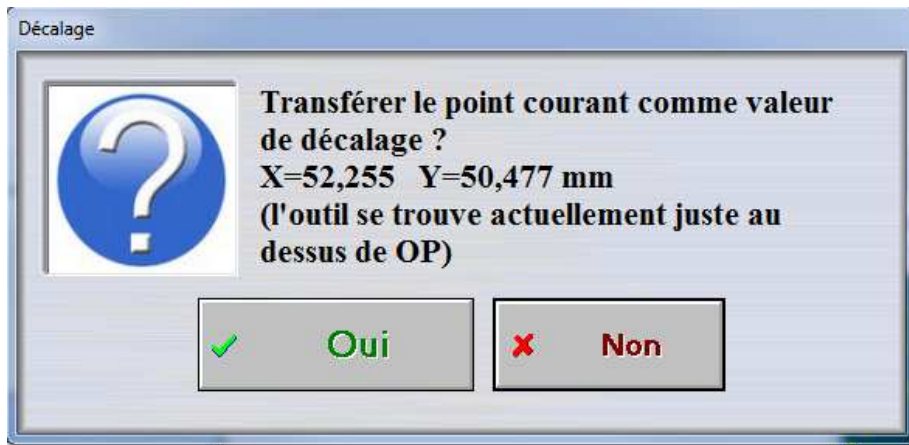 Décalage
Transférer le point courant comme valeur
de décalage ?
X=52,255 Y=50,477 mm
(l'outil se trouve actuellement juste au
dessus de OP)
Oui
Non